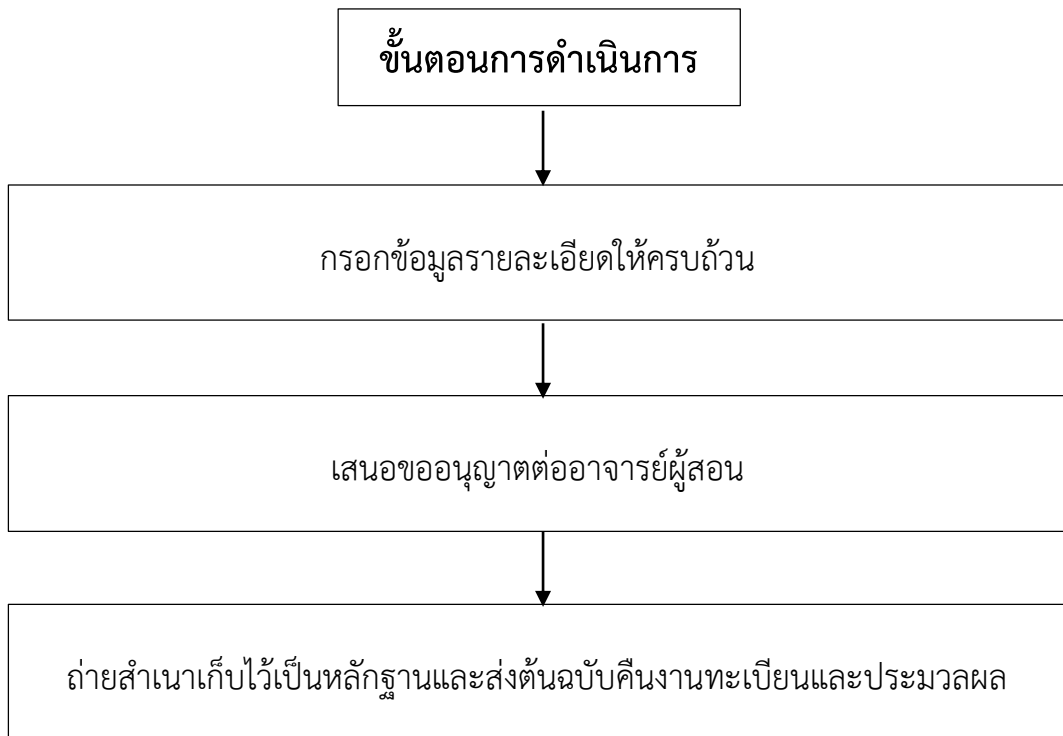 ขั้นตอนการดำเนินการ
กรอกข้อมูลรายละเอียดให้ครบถ้วน
เสนอขออนุญาตต่ออาจารย์ผู้สอน
ถ่ายสำเนาเก็บไว้เป็นหลักฐานและส่งต้นฉบับคืนงานทะเบียนและประมวลผล